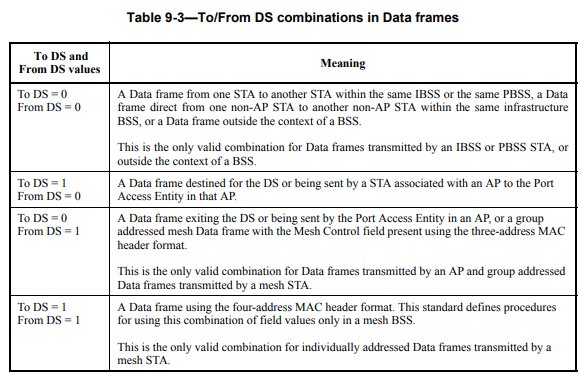 Table 9-3—To/From DS combinations in Data frames
To DS and
From DS values
Meaning
To DS = 0
From DS = 0
A Data frame from one STA to another STA within the same IBSS or the same PBSS, a Data
frame direct from one non-AP STA to another non-AP STA within the same infrastructure
BSS, or a Data frame outside the context of a BSS.
This is the only valid combination for Data frames transmitted by an IBSS or PBSS STA, or
outside the context of a BSS.
To DS = 1
From DS = 0
A Data frame destined for the DS or being sent by a STA associated with an AP to the Port
Access Entity in that AP.
To DS = 0
From DS = 1
A Data frame exiting the DS or being sent by the Port Access Entity in an AP, or a group
addressed mesh Data frame with the Mesh Control field present using the three-address MAC
header format.
This is the only valid combination for Data frames transmitted by an AP and group addressed
Data frames transmitted by a mesh STA.
To DS = 1
From DS = 1
A Data frame using the four-address MAC header format. This standard defines procedures
for using this combination of field values only in a mesh BSS.
This is the only valid combination for individually addressed Data frames transmitted by a
mesh STA.